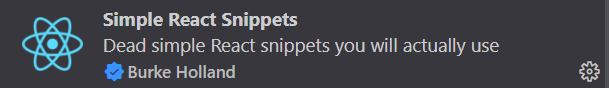 Simple React Snippets
Dead simple React snippets you will actually use
Burke Holland